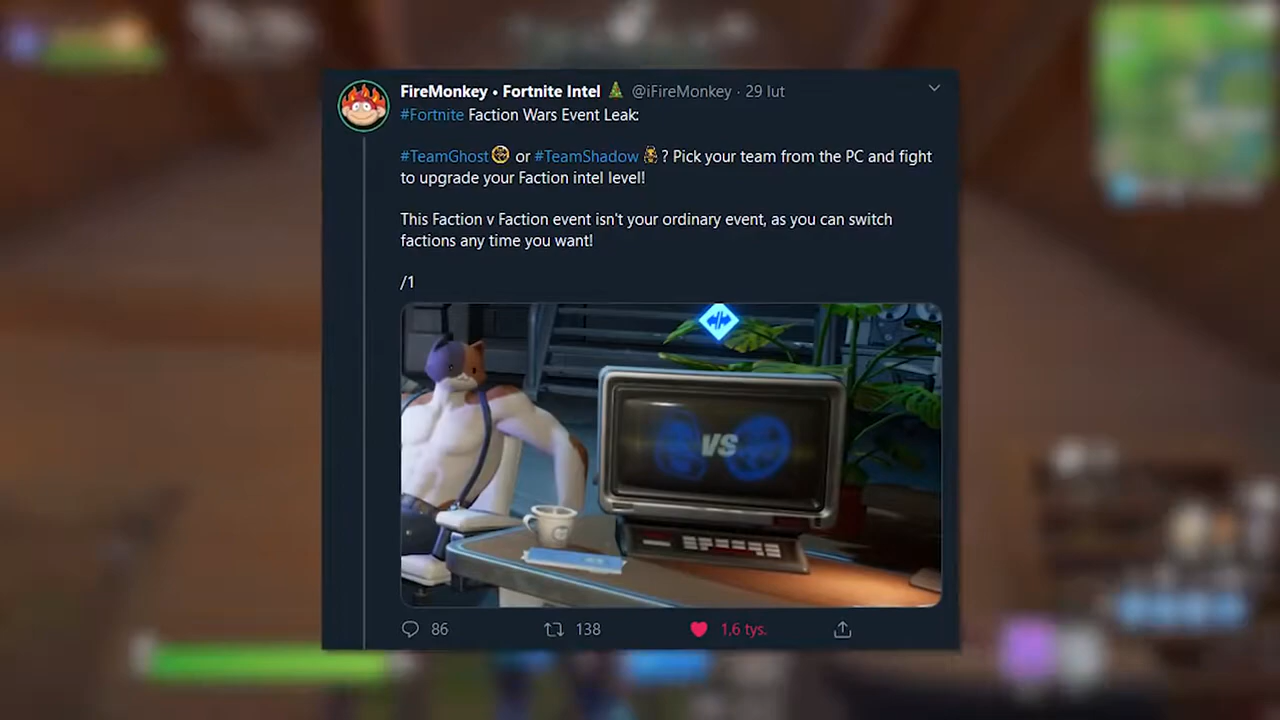 FireMonkey • Fortnite Intel 🎄 @iFireMonkey · 29 lut
#Fortnite Faction Wars Event Leak:
#TeamGhost or #TeamShadow ? Pick your team from the PC and fight
to upgrade your Faction intel level!
This Faction v Faction event isn't your ordinary event, as you can switch
factions any time you want!
/1
VS
86 138 1,6 tys.